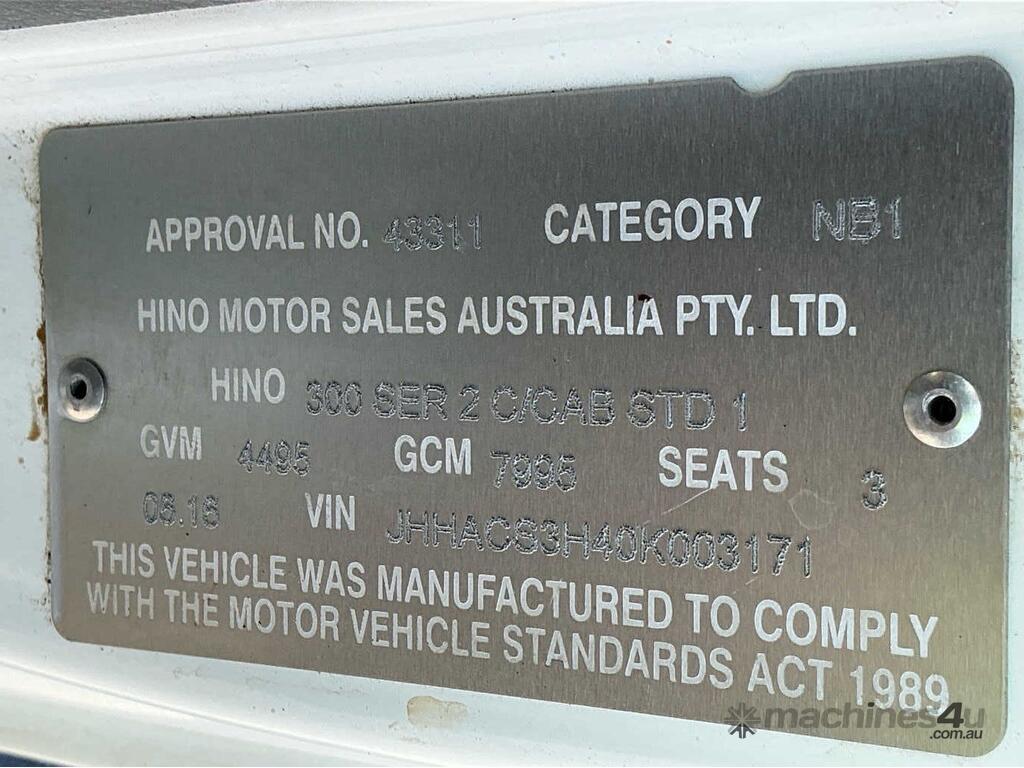 APPROVAL NO. 43311 CATEGORY NB1
HINO MOTOR SALES AUSTRALIA PTY. LTD.
HINO 300 SER 2 C/CAB STD 1
GVM 4495 GCM 7995 SEATS 3
06.16 VIN JHHACS3H40K003171
THIS VEHICLE WAS MANUFACTURED TO COMPLY
WITH THE MOTOR VEHICLE STANDARDS ACT 1989
machines4u
.com.au